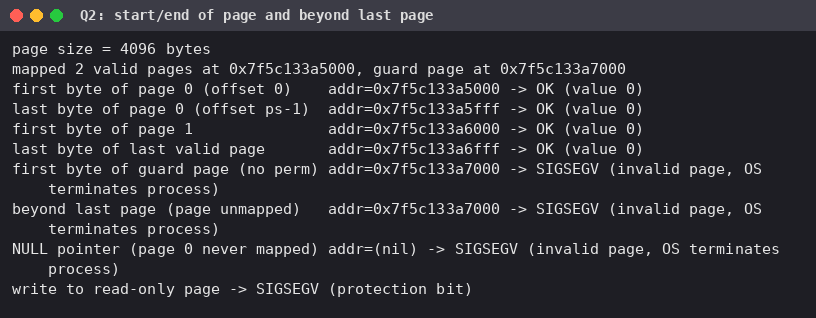 Q2: start/end of page and beyond last page
page size = 4096 bytes
mapped 2 valid pages at 0x7f5c133a5000, guard page at 0x7f5c133a7000
first byte of page 0 (offset 0)    addr=0x7f5c133a5000 -> OK (value 0)
last byte of page 0 (offset ps-1)  addr=0x7f5c133a5fff -> OK (value 0)
first byte of page 1               addr=0x7f5c133a6000 -> OK (value 0)
last byte of last valid page       addr=0x7f5c133a6fff -> OK (value 0)
first byte of guard page (no perm) addr=0x7f5c133a7000 -> SIGSEGV (invalid page, OS
    terminates process)
beyond last page (page unmapped)   addr=0x7f5c133a7000 -> SIGSEGV (invalid page, OS
    terminates process)
NULL pointer (page 0 never mapped) addr=(nil) -> SIGSEGV (invalid page, OS terminates
    process)
write to read-only page -> SIGSEGV (protection bit)